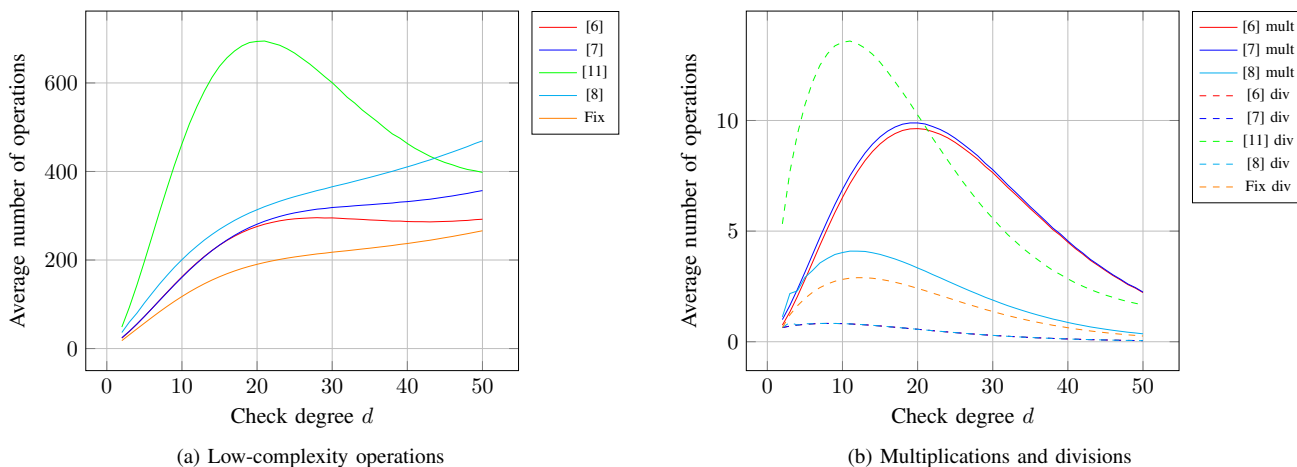 Average number of operations
600
400
200
0
0 10 20 30 40 50
Check degree d
[6]
[7]
[11]
[8]
Fix
(a) Low-complexity operations
Average number of operations
10
5
0
0 10 20 30 40 50
Check degree d
[6] mult
[7] mult
[8] mult
[6] div
[7] div
[11] div
[8] div
Fix div
(b) Multiplications and divisions